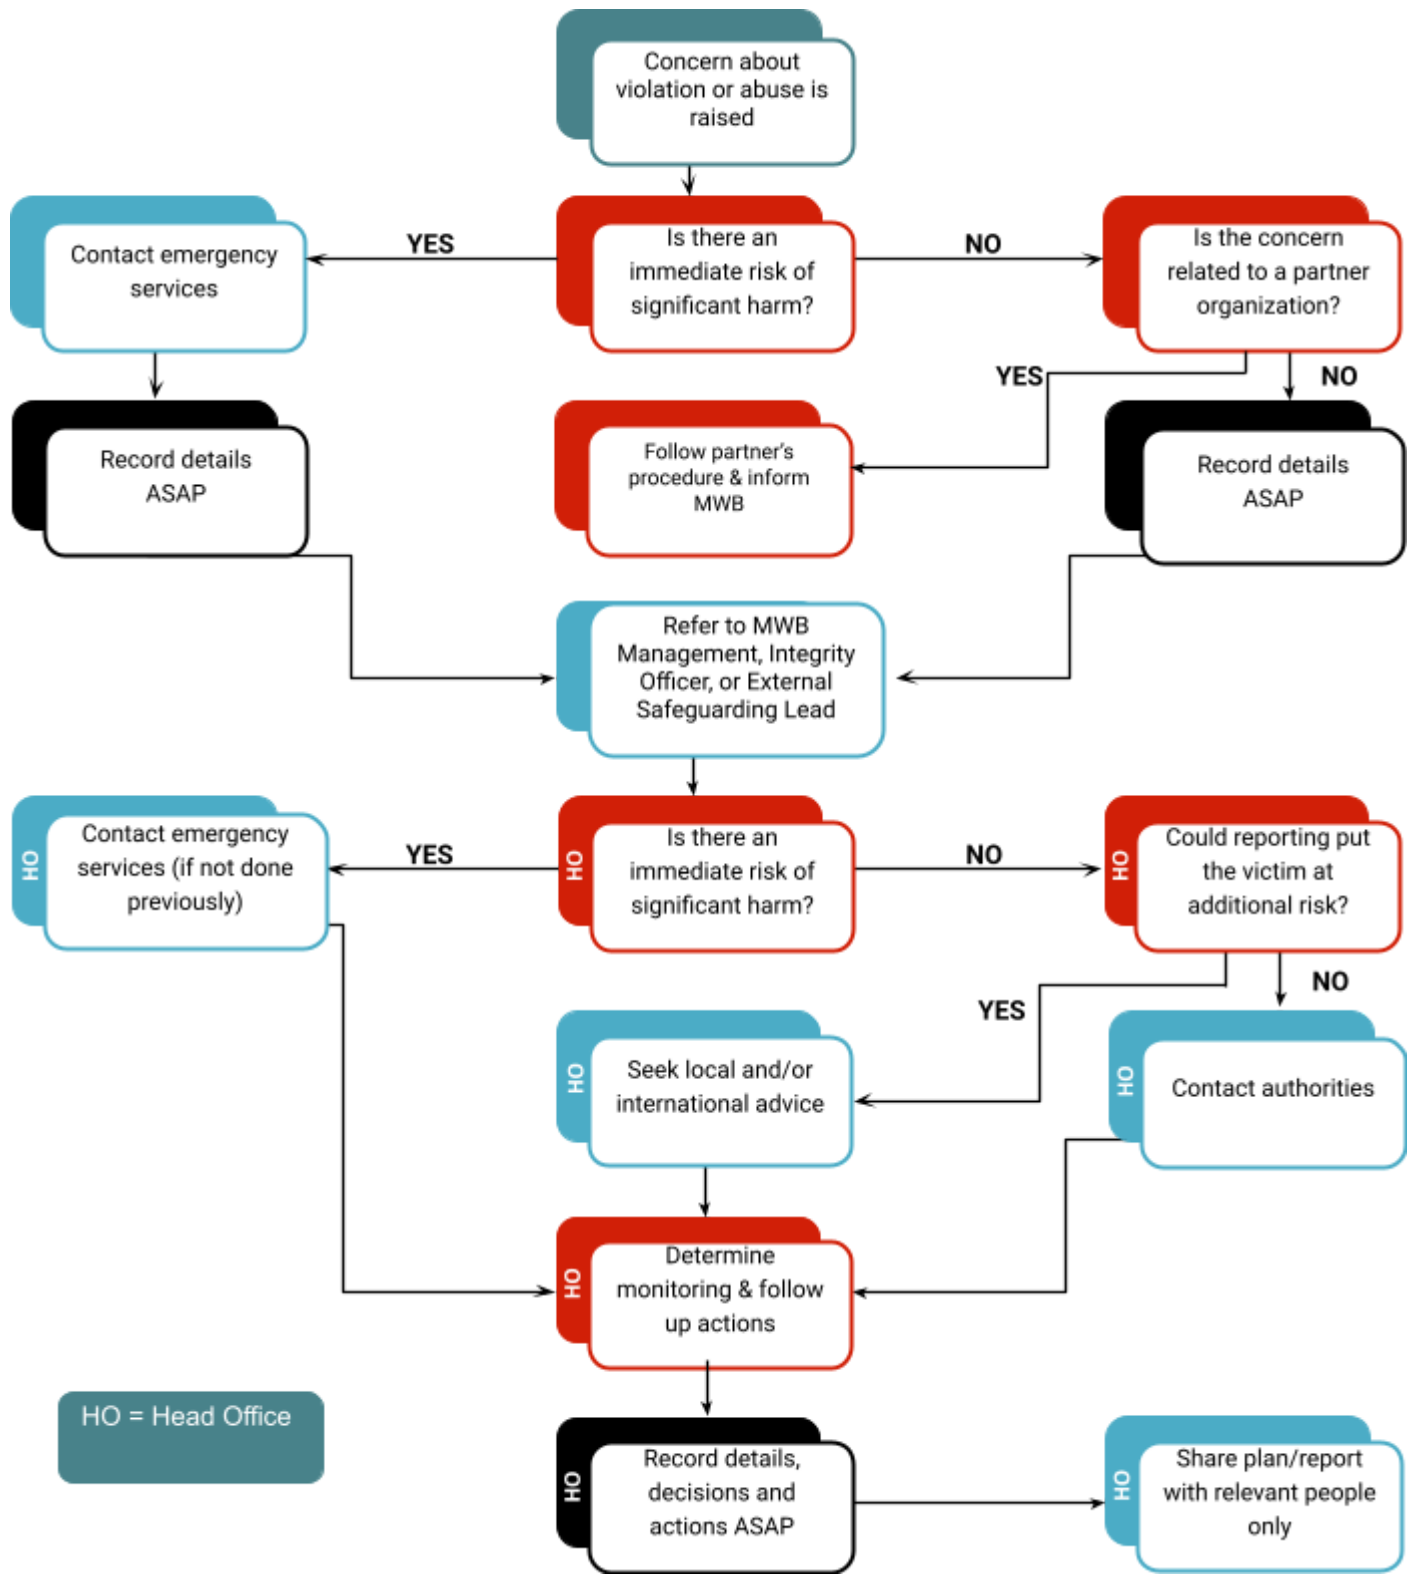 Concern about
violation or abuse is
raised
Contact emergency
services
YES
Is there an
immediate risk of
significant harm?
NO
Is the concern
related to a partner
organization?
YES
NO
Record details
ASAP
Follow partner's
procedure & inform
MWB
Record details
ASAP
Refer to MWB
Management, Integrity
Officer, or External
Safeguarding Lead
HO
Contact emergency
services (if not done
previously)
YES
HO
Is there an
immediate risk of
significant harm?
NO
HO
Could reporting put
the victim at
additional risk?
YES
NO
HO
Seek local and/or
international advice
HO
Contact authorities
HO
Determine
monitoring & follow
up actions
HO = Head Office
HO
Record details,
decisions and
actions ASAP
HO
Share plan/report
with relevant people
only